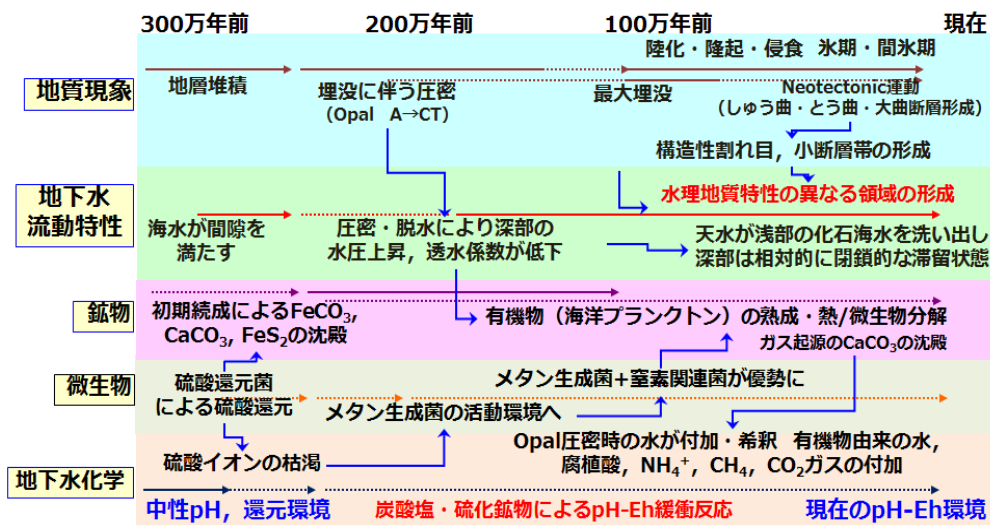 300万年前 200万年前 100万年前 現在
陸化・隆起・侵食 氷期・間氷期
地質現象
地層堆積
埋没に伴う圧密
(Opal A→CT)
最大埋没
Neotectonic運動
(しゅう曲・とう曲・大曲断層形成)
構造性割れ目，小断層帯の形成
地下水
流動特性
水理地質特性の異なる領域の形成
海水が間隙を
満たす
圧密・脱水により深部の
水圧上昇，透水係数が低下
天水が浅部の化石海水を洗い出し
深部は相対的に閉鎖的な滞留状態
鉱物
初期続成によるFeCO₃,
CaCO₃, FeS₂の沈殿
有機物（海洋プランクトン）の熟成・熱/微生物分解
ガス起源のCaCO₃の沈殿
微生物
硫酸還元菌
による硫酸還元
メタン生成菌の活動環境へ
メタン生成菌+窒素関連菌が優勢に
地下水化学
硫酸イオンの枯渇
Opal圧密時の水が付加・希釈 有機物由来の水，
腐植酸，NH₄⁺，CH₄，CO₂ガスの付加
中性pH，還元環境
炭酸塩・硫化鉱物によるpH-Eh緩衝反応
現在のpH-Eh環境